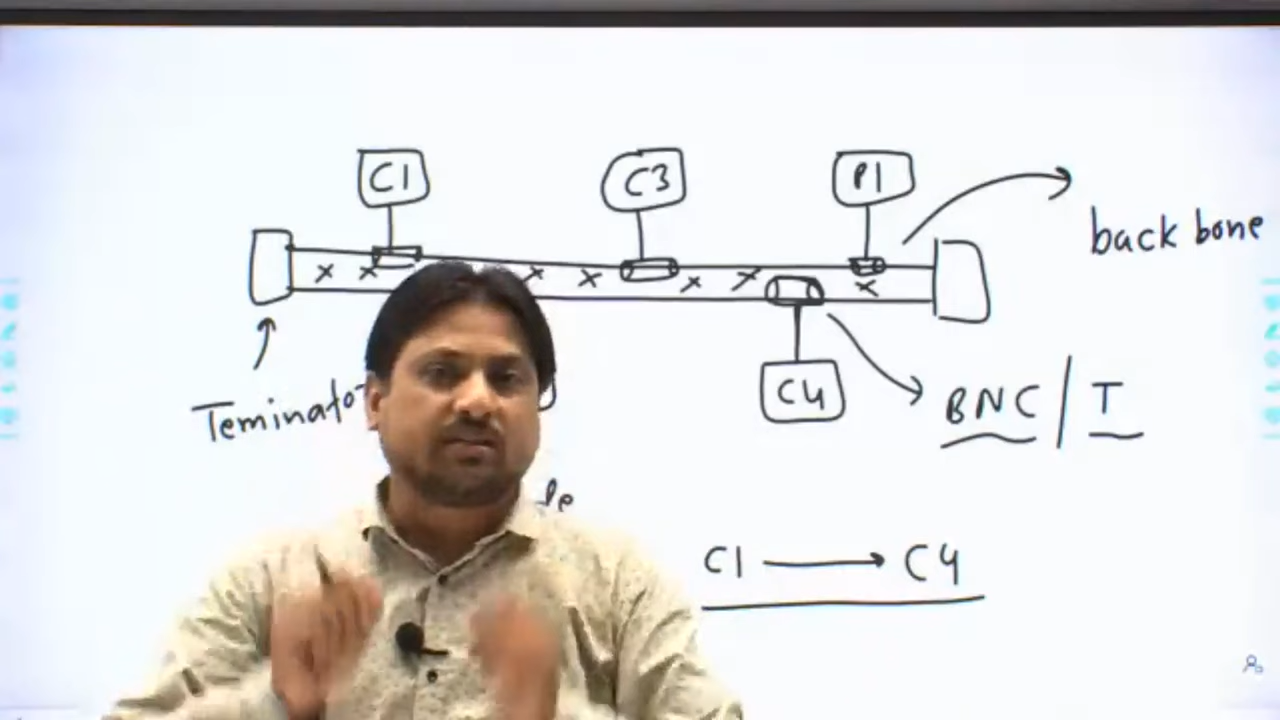 C1
C3
P1
back bone
Teminato
C4
BNC / T
C1 → C4